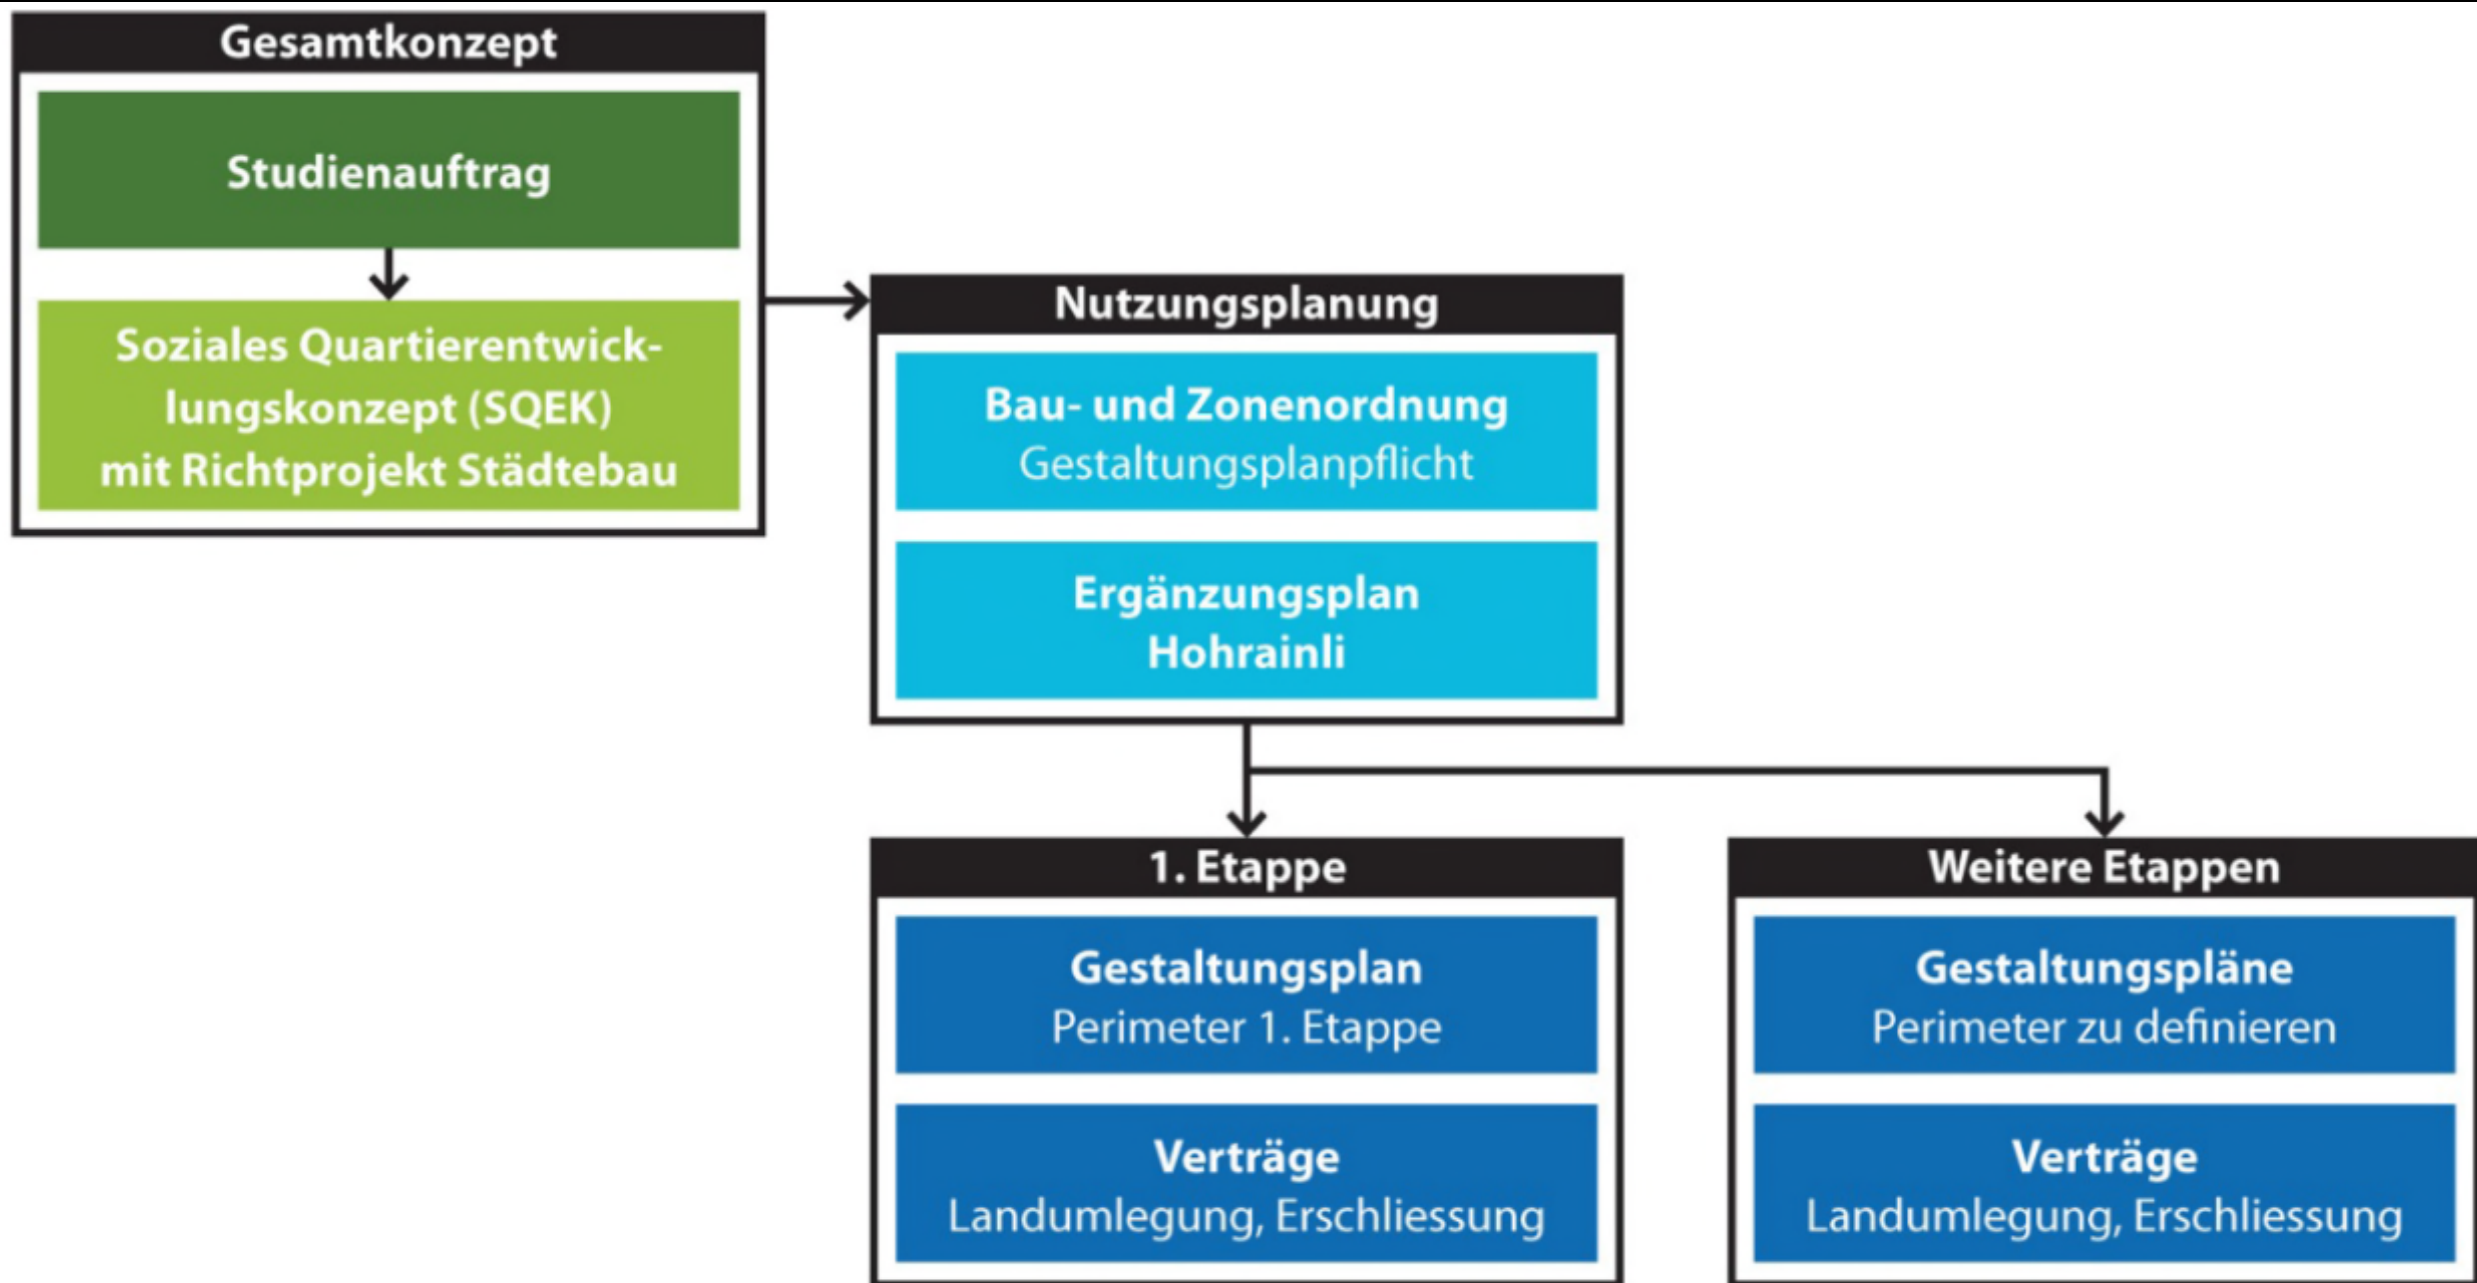 Gesamtkonzept
Studienauftrag
Soziales Quartierentwick-
lungskonzept (SQEK)
mit Richtprojekt Städtebau
Nutzungsplanung
Bau- und Zonenordnung
Gestaltungsplanpflicht
Ergänzungsplan
Hohrainli
1. Etappe
Gestaltungsplan
Perimeter 1. Etappe
Verträge
Landumlegung, Erschliessung
Weitere Etappen
Gestaltungspläne
Perimeter zu definieren
Verträge
Landumlegung, Erschliessung